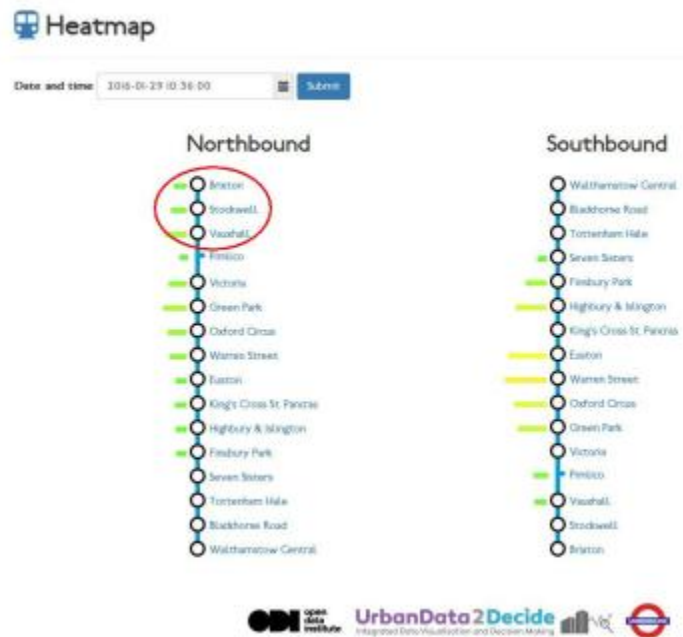 Heatmap
Date and time 2016-01-29 10:36:00 Submit
Northbound
Brixton
Stockwell
Vauxhall
Pimlico
Victoria
Green Park
Oxford Circus
Warren Street
Euston
King's Cross St. Pancras
Highbury & Islington
Finsbury Park
Seven Sisters
Tottenham Hale
Blackhorse Road
Walthamstow Central
Southbound
Walthamstow Central
Blackhorse Road
Tottenham Hale
Seven Sisters
Finsbury Park
Highbury & Islington
King's Cross St. Pancras
Euston
Warren Street
Oxford Circus
Green Park
Victoria
Pimlico
Vauxhall
Stockwell
Brixton
ODI open
data
institute
UrbanData2Decide
Integrated Data Visualisation and Decision Making